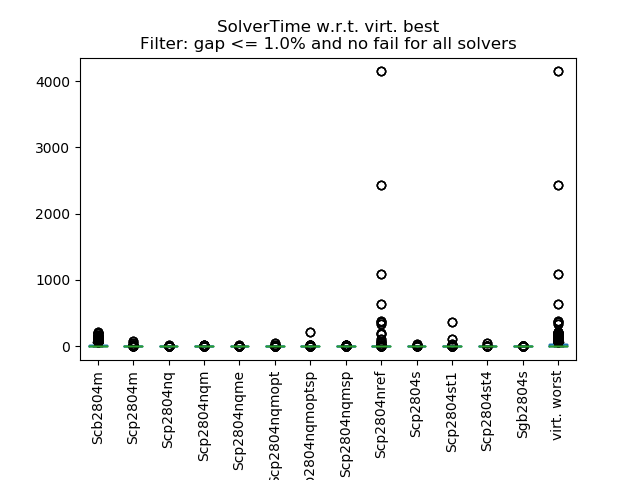 SolverTime w.r.t. virt. best
Filter: gap <= 1.0% and no fail for all solvers
4000
3000
2000
1000
0
Scb2804m
Scp2804m
Scp2804nq
Scp2804nqm
Scp2804nqme
Scp2804nqmopt
p2804nqmoptsp
Scp2804nqmsp
Scp2804nref
Scp2804s
Scp2804st1
Scp2804st4
Sgb2804s
virt. worst